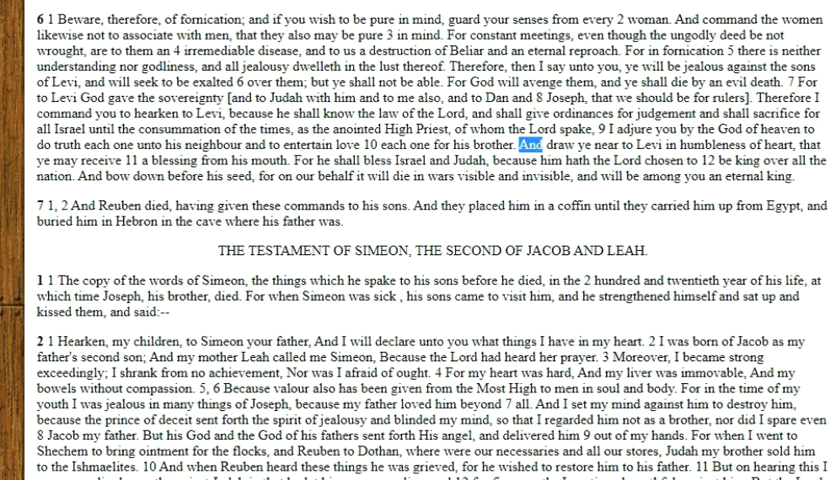 6 1 Beware, therefore, of fornication; and if you wish to be pure in mind, guard your senses from every 2 woman. And command the women
likewise not to associate with men, that they also may be pure 3 in mind. For constant meetings, even though the ungodly deed be not
wrought, are to them an 4 irremediable disease, and to us a destruction of Beliar and an eternal reproach. For in fornication 5 there is neither
understanding nor godliness, and all jealousy dwelleth in the lust thereof. Therefore, then I say unto you, ye will be jealous against the sons
of Levi, and will seek to be exalted 6 over them; but ye shall not be able. For God will avenge them, and ye shall die by an evil death. 7 For
to Levi God gave the sovereignty [and to Judah with him and to me also, and to Dan and 8 Joseph, that we should be for rulers]. Therefore I
command you to hearken to Levi, because he shall know the law of the Lord, and shall give ordinances for judgement and shall sacrifice for
all Israel until the consummation of the times, as the anointed High Priest, of whom the Lord spake, 9 I adjure you by the God of heaven to
do truth each one unto his neighbour and to entertain love 10 each one for his brother. And draw ye near to Levi in humbleness of heart, that
ye may receive 11 a blessing from his mouth. For he shall bless Israel and Judah, because him hath the Lord chosen to 12 be king over all the
nation. And bow down before his seed, for on our behalf it will die in wars visible and invisible, and will be among you an eternal king.
7 1, 2 And Reuben died, having given these commands to his sons. And they placed him in a coffin until they carried him up from Egypt, and
buried him in Hebron in the cave where his father was.
THE TESTAMENT OF SIMEON, THE SECOND OF JACOB AND LEAH.
1 1 The copy of the words of Simeon, the things which he spake to his sons before he died, in the 2 hundred and twentieth year of his life, at
which time Joseph, his brother, died. For when Simeon was sick , his sons came to visit him, and he strengthened himself and sat up and
kissed them, and said:--
2 1 Hearken, my children, to Simeon your father, And I will declare unto you what things I have in my heart. 2 I was born of Jacob as my
father's second son; And my mother Leah called me Simeon, Because the Lord had heard her prayer. 3 Moreover, I became strong
exceedingly; I shrank from no achievement, Nor was I afraid of ought. 4 For my heart was hard, And my liver was immovable, And my
bowels without compassion. 5, 6 Because valour also has been given from the Most High to men in soul and body. For in the time of my
youth I was jealous in many things of Joseph, because my father loved him beyond 7 all. And I set my mind against him to destroy him,
because the prince of deceit sent forth the spirit of jealousy and blinded my mind, so that I regarded him not as a brother, nor did I spare even
8 Jacob my father. But his God and the God of his fathers sent forth His angel, and delivered him 9 out of my hands. For when I went to
Shechem to bring ointment for the flocks, and Reuben to Dothan, where were our necessaries and all our stores, Judah my brother sold him
to the Ishmaelites. 10 And when Reuben heard these things he was grieved, for he wished to restore him to his father. 11 But on hearing this I